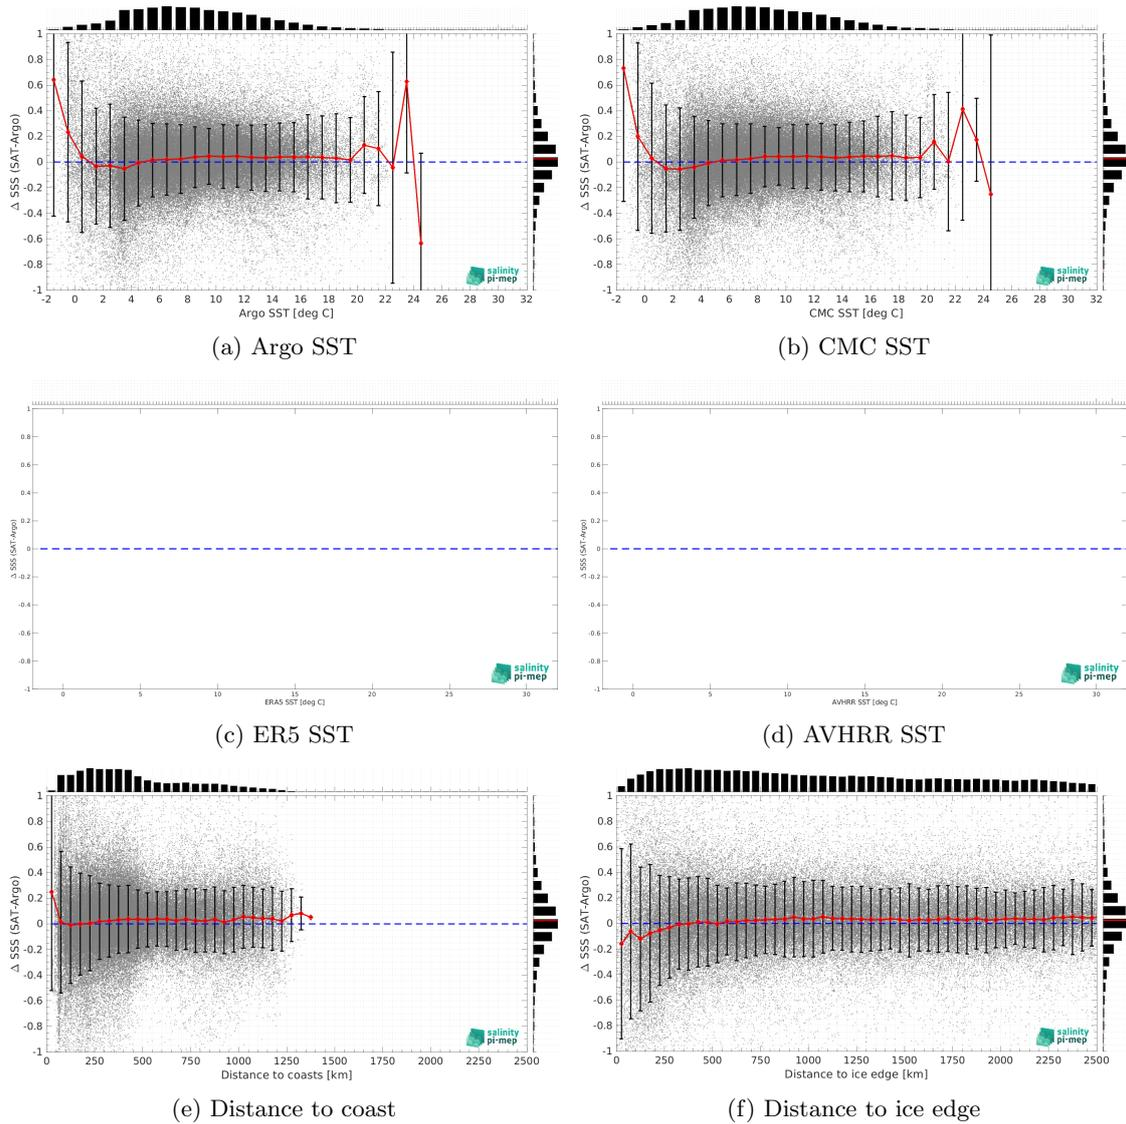 1
0.8
0.6
0.4
0.2
0
-0.2
-0.4
-0.6
-0.8
-1
Δ SSS (SAT-Argo)
salinity
pi-mep
-2 0 2 4 6 8 10 12 14 16 18 20 22 24 26 28 30 32
Argo SST [deg C]
(a) Argo SST
1
0.8
0.6
0.4
0.2
0
-0.2
-0.4
-0.6
-0.8
-1
Δ SSS (SAT-Argo)
salinity
pi-mep
-2 0 2 4 6 8 10 12 14 16 18 20 22 24 26 28 30 32
CMC SST [deg C]
(b) CMC SST
1
0.8
0.6
0.4
0.2
0
-0.2
-0.4
-0.6
-0.8
-1
Δ SSS (SAT-Argo)
salinity
pi-mep
0 5 10 15 20 25 30
ERA5 SST [deg C]
(c) ER5 SST
1
0.8
0.6
0.4
0.2
0
-0.2
-0.4
-0.6
-0.8
-1
Δ SSS (SAT-Argo)
salinity
pi-mep
0 5 10 15 20 25 30
AVHRR SST [deg C]
(d) AVHRR SST
1
0.8
0.6
0.4
0.2
0
-0.2
-0.4
-0.6
-0.8
-1
Δ SSS (SAT-Argo)
salinity
pi-mep
0 250 500 750 1000 1250 1500 1750 2000 2250 2500
Distance to coasts [km]
(e) Distance to coast
1
0.8
0.6
0.4
0.2
0
-0.2
-0.4
-0.6
-0.8
-1
Δ SSS (SAT-Argo)
salinity
pi-mep
0 250 500 750 1000 1250 1500 1750 2000 2250 2500
Distance to ice edge [km]
(f) Distance to ice edge